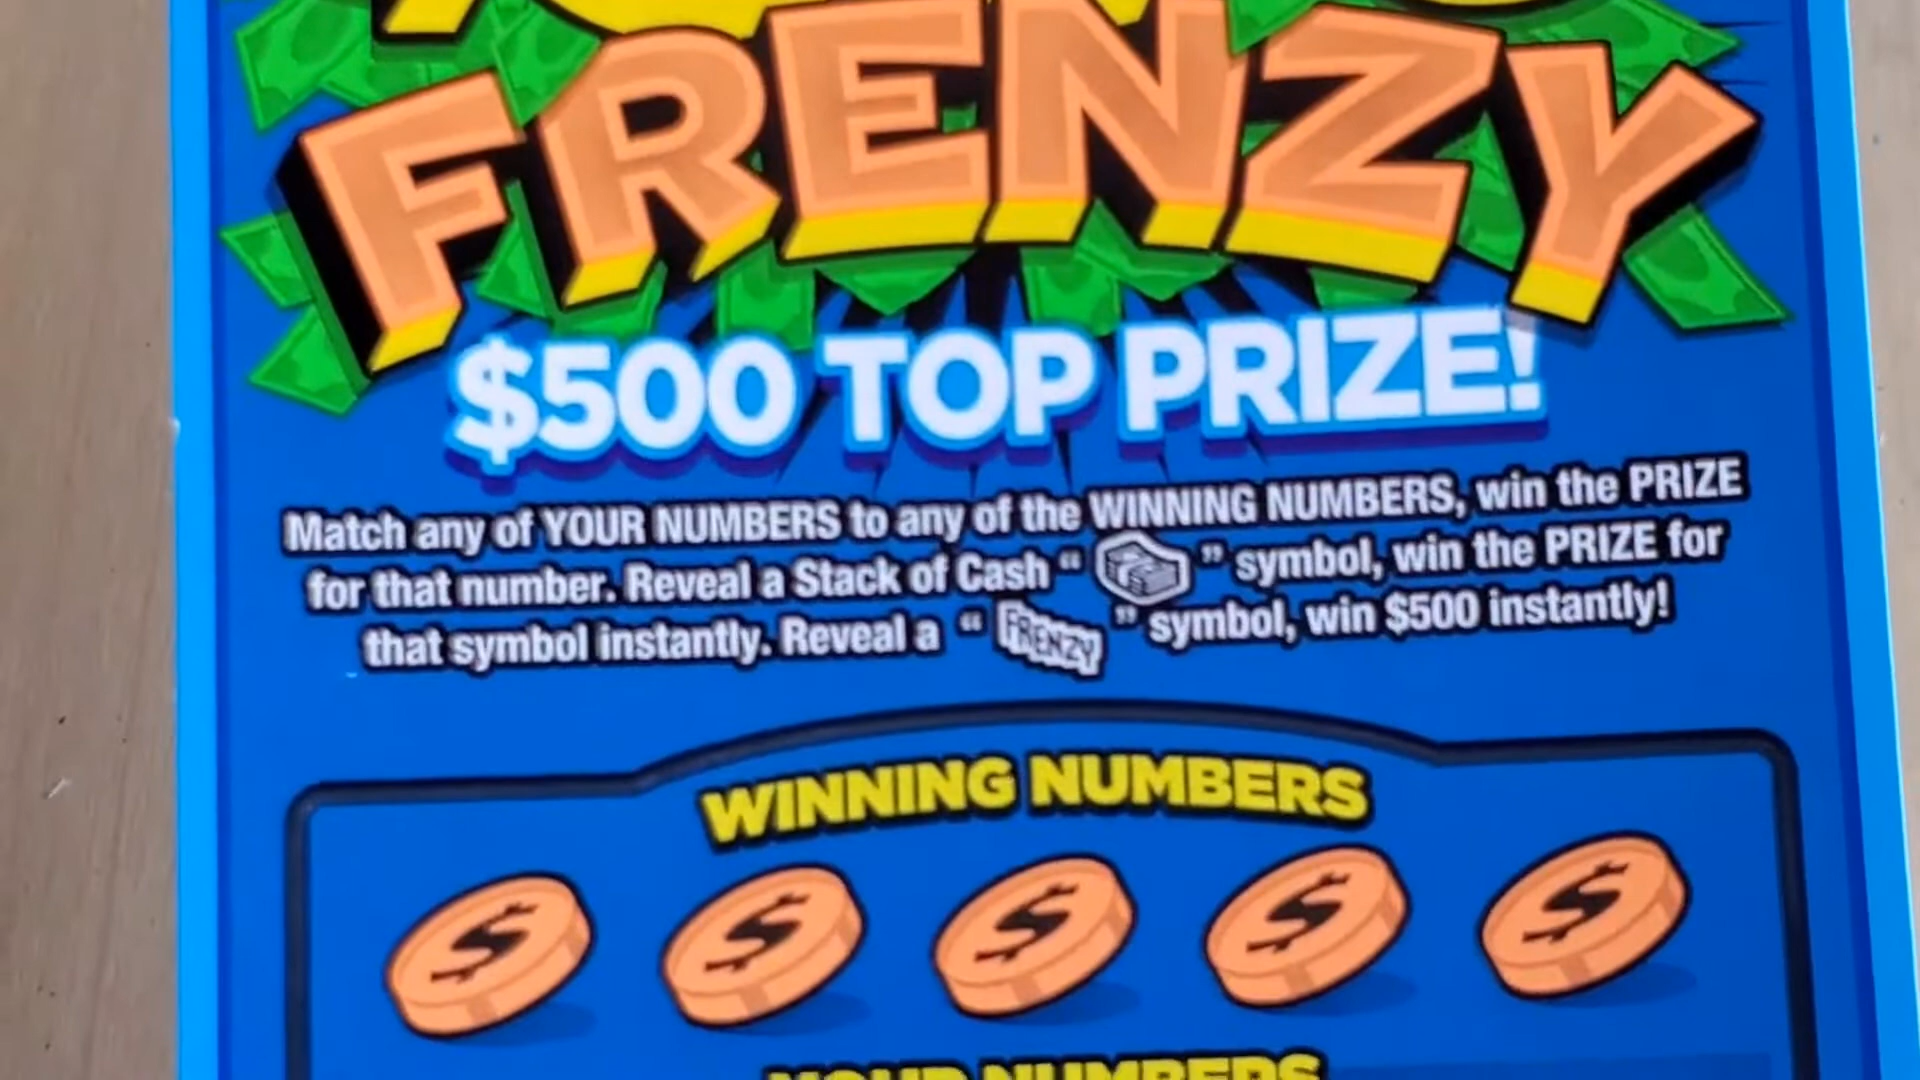 FRENZY
$500 TOP PRIZE!
Match any of YOUR NUMBERS to any of the WINNING NUMBERS, win the PRIZE
for that number. Reveal a Stack of Cash " " symbol, win the PRIZE for
that symbol instantly. Reveal a "FRENZY" symbol, win $500 instantly!
WINNING NUMBERS
$ $ $ $ $
YOUR NUMBERS